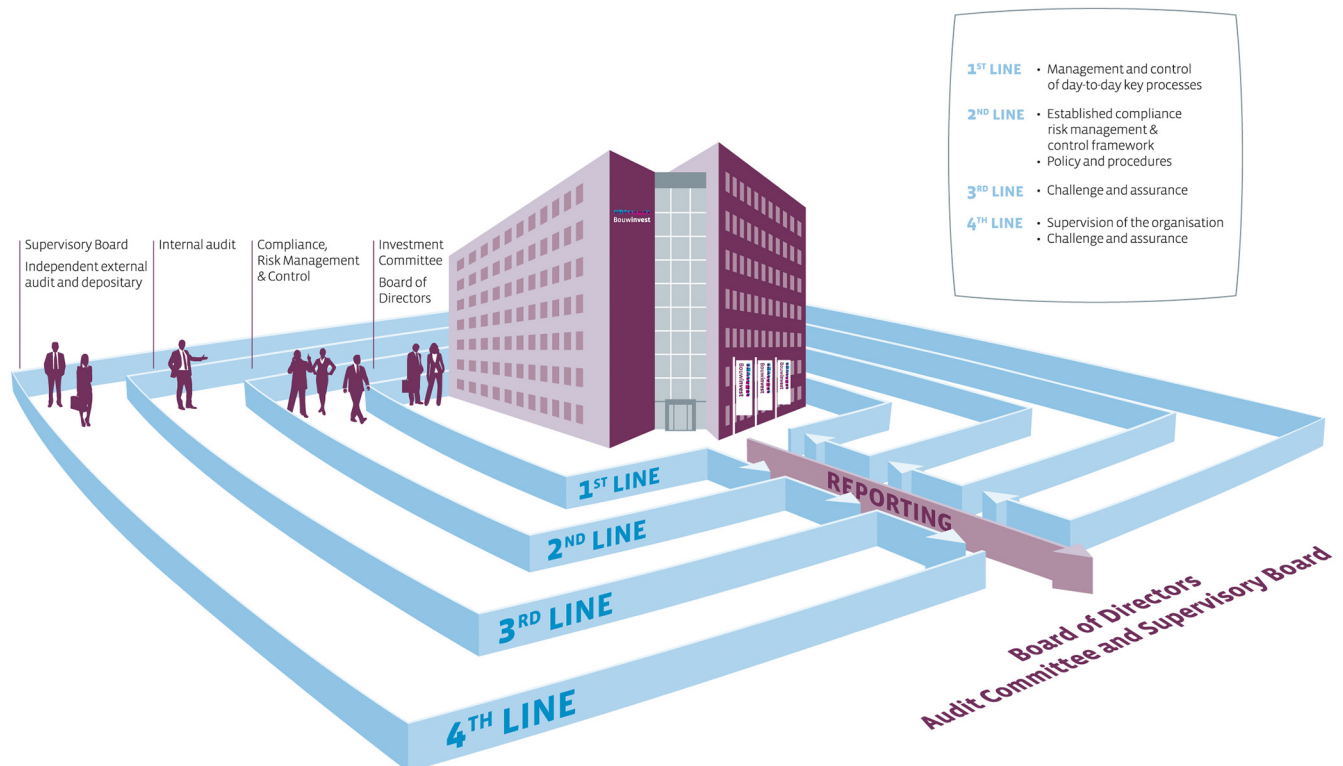 1ST LINE • Management and control
of day-to-day key processes
2ND LINE • Established compliance
risk management &
control framework
• Policy and procedures
3RD LINE • Challenge and assurance
4TH LINE • Supervision of the organisation
• Challenge and assurance
Supervisory Board
Independent external
audit and depositary
Internal audit
Compliance,
Risk Management
& Control
Investment
Committee
Board of
Directors
Bouwinvest
Bouwinvest
Bouwinvest
Bouwinvest
1ST LINE
2ND LINE
3RD LINE
4TH LINE
REPORTING
Board of Directors
Audit Committee and Supervisory Board